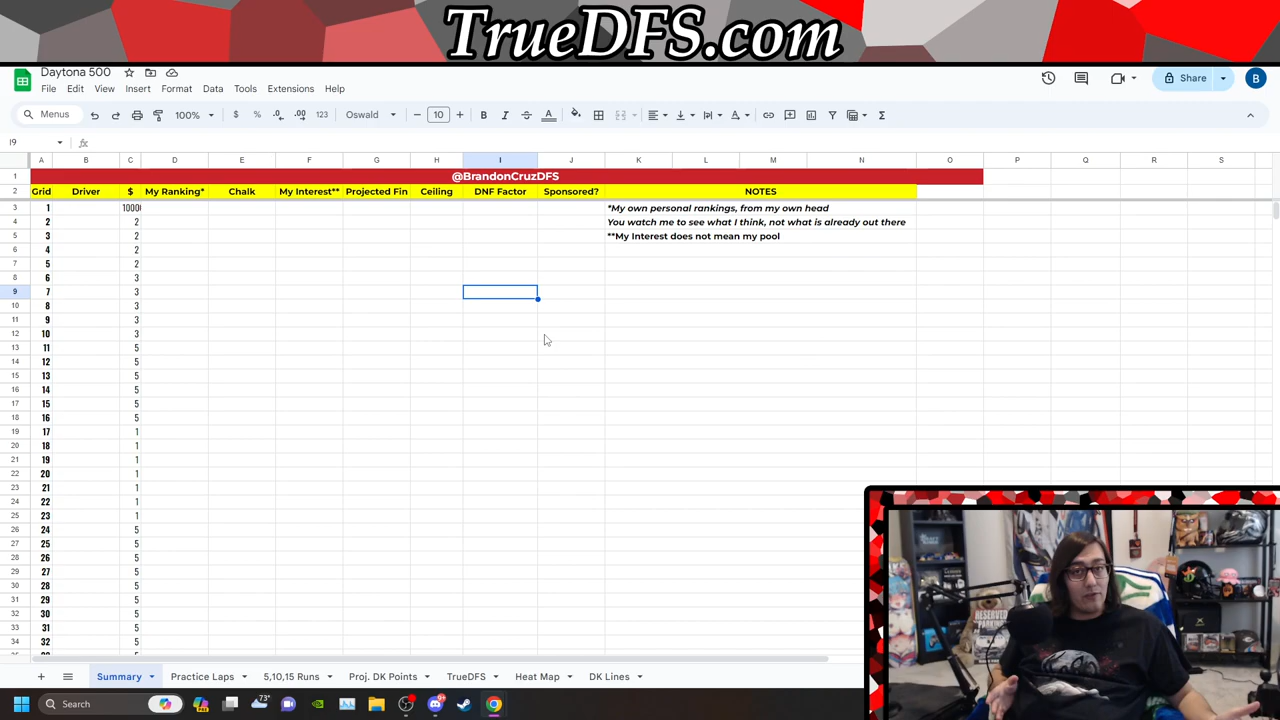 TrueDFS.com
Daytona 500
File Edit View Insert Format Data Tools Extensions Help
Share B
Menus 100% $ % .0 .00 123 Oswald 10
I9 fx
A B C D E F G H I J K L M N O P Q R S
1 @BrandonCruzDFS
2 Grid Driver $ My Ranking* Chalk My Interest** Projected Fin Ceiling DNF Factor Sponsored? NOTES
3 1 1000 *My own personal rankings, from my own head
4 2 2 You watch me to see what I think, not what is already out there
5 3 2 **My Interest does not mean my pool
6 4 2
7 5 2
8 6 3
9 7 3
10 8 3
11 9 3
12 10 3
13 11 5
14 12 5
15 13 5
16 14 5
17 15 5
18 16 5
19 17 1
20 18 1
21 19 1
22 20 1
23 21 1
24 22 1
25 23 1
26 24 5
27 25 5
28 26 5
29 27 5
30 28 5
31 29 5
32 30 5
33 31 5
34 32 5
RESERVED
PARKING
Summary Practice Laps 5,10,15 Runs Proj. DK Points TrueDFS Heat Map DK Lines
Search 73°